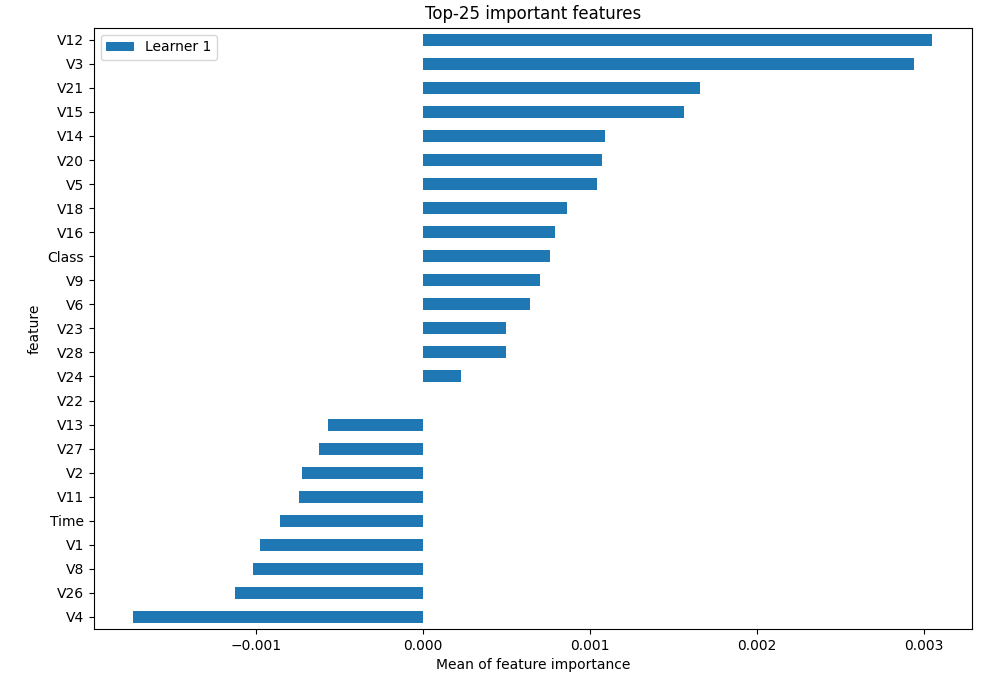 Top-25 important features
Learner 1
V12
V3
V21
V15
V14
V20
V5
V18
V16
Class
V9
V6
V23
V28
V24
V22
V13
V27
V2
V11
Time
V1
V8
V26
V4
feature
−0.001
0.000
0.001
0.002
0.003
Mean of feature importance